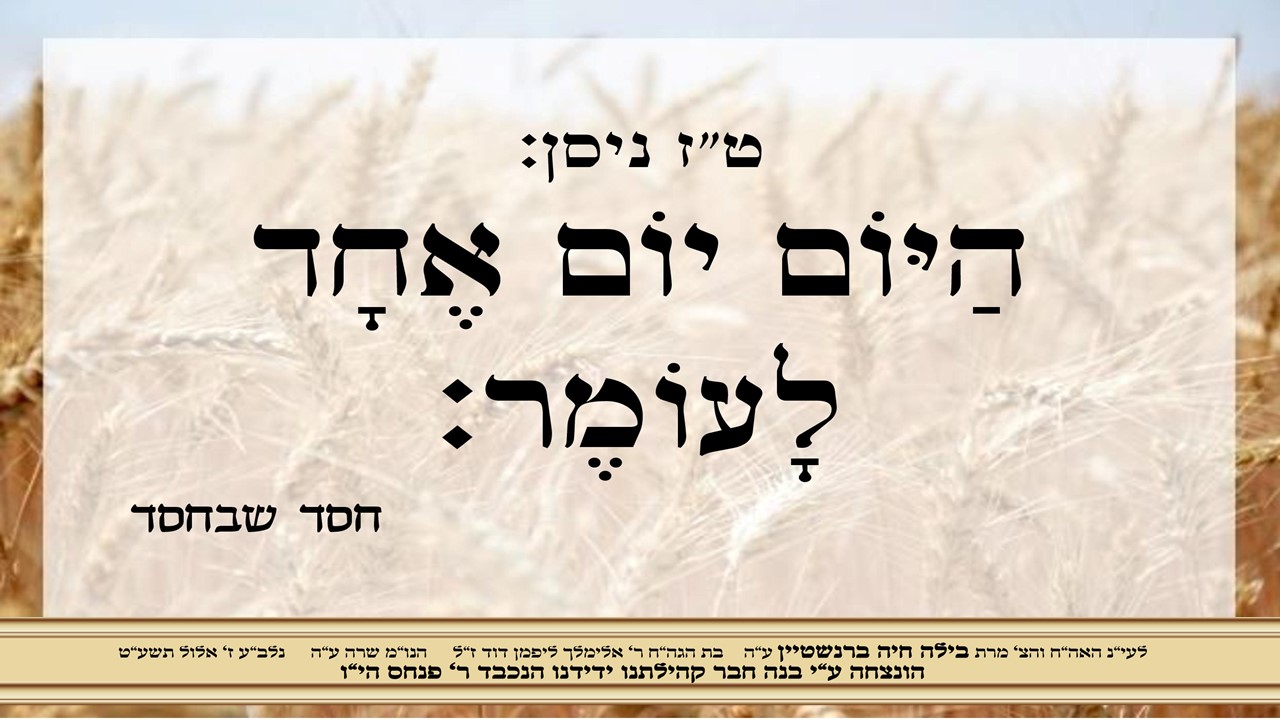 ט״ז ניסן:
הַיּוֹם יוֹם אֶחָד
לָעוֹמֶר:
חסד שבחסד
לעי״נ האה״ח והצ׳ מרת בילה חיה ברנשטיין ע״ה בת הגה״ח ר׳ אלימלך ליפמן דוד ז״ל הנו״מ שרה ע״ה נלב״ע ז׳ אלול תשע״ט
הונצחה ע״י בנה חבר קהילתנו ידידנו הנכבד ר׳ פנחס הי״ו